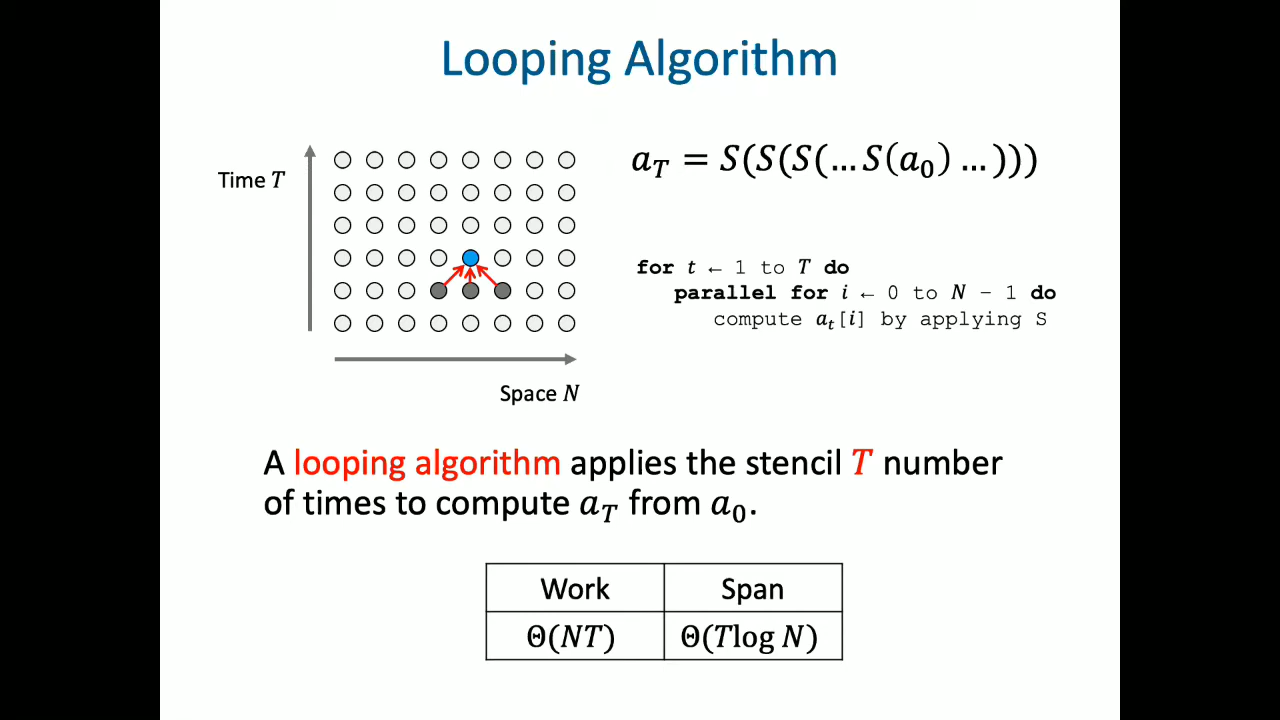 Looping Algorithm
Time T
a_T = S(S(S(…S(a_0) …)))
for t ← 1 to T do
parallel for i ← 0 to N − 1 do
compute a_t[i] by applying S
Space N
A looping algorithm applies the stencil T number
of times to compute a_T from a_0.
Work Span
Θ(NT) Θ(Tlog N)